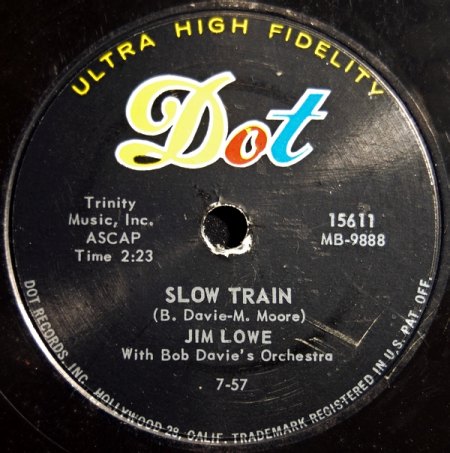 ULTRA HIGH FIDELITY
Dot
Trinity
Music, Inc.
ASCAP
Time 2:23
15611
MB-9888
SLOW TRAIN
(B. Davie-M. Moore)
JIM LOWE
With Bob Davie's Orchestra
7-57
DOT RECORDS, INC. HOLLYWOOD 28, CALIF. TRADEMARK REGISTERED IN U.S. PAT. OFF.